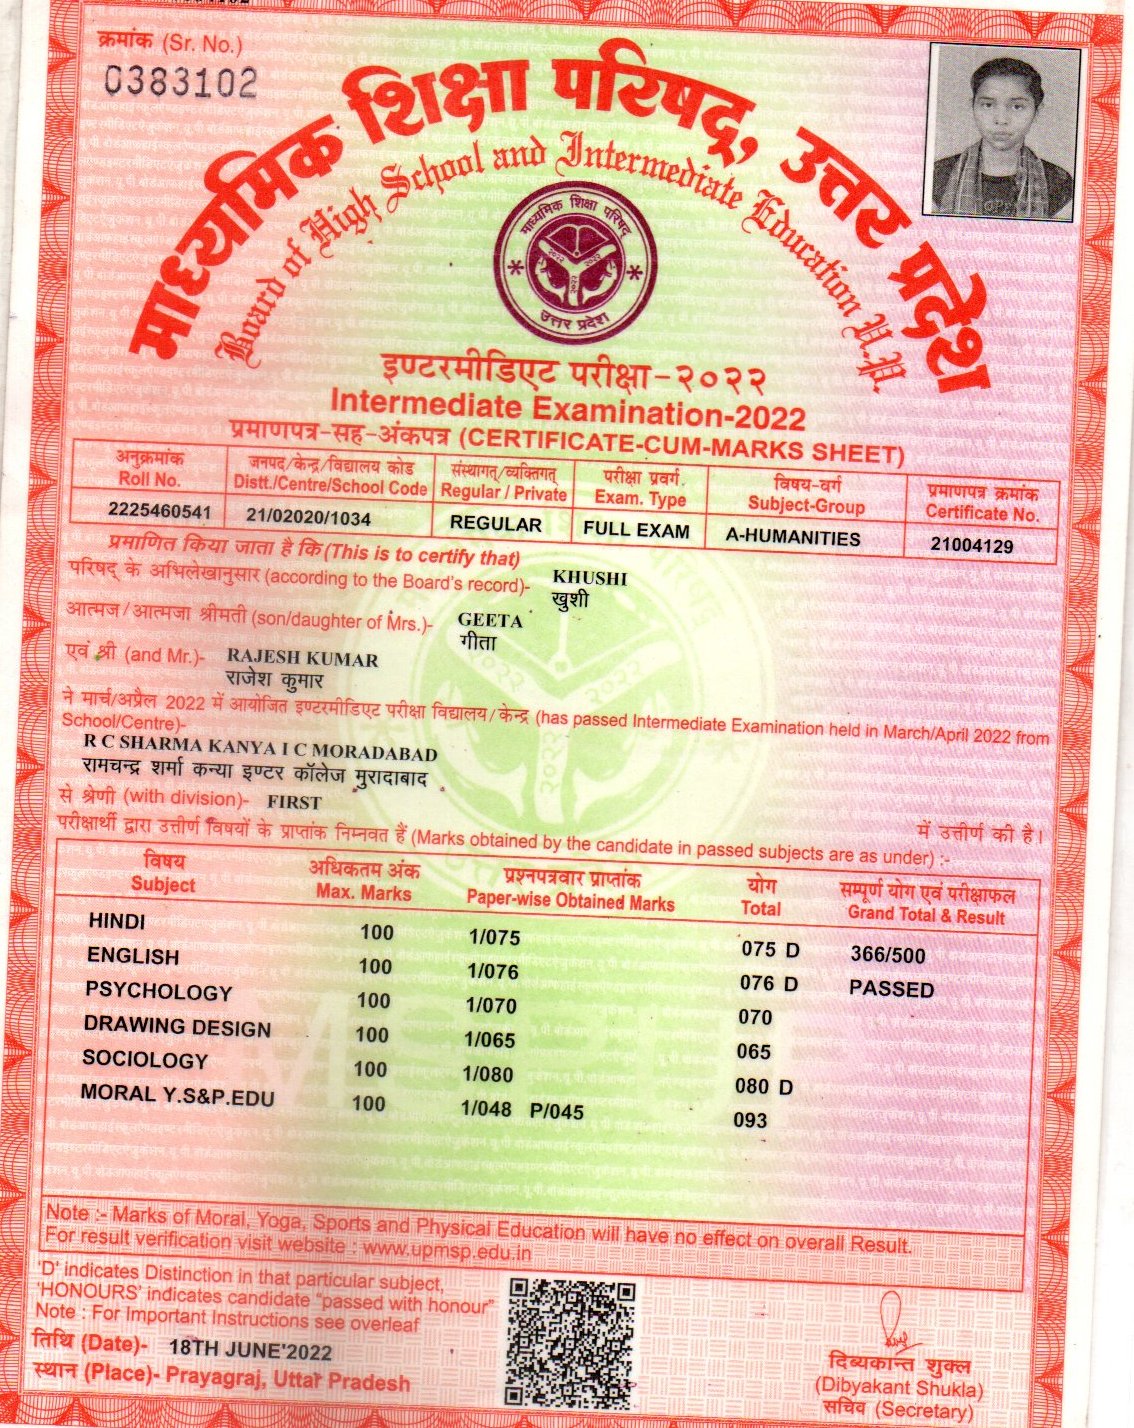 क्रमांक (Sr. No.)
0383102
माध्यमिक शिक्षा परिषद्, उत्तर प्रदेश
Board of High School and Intermediate Education U.P.
माध्यमिक शिक्षा परिषद्
उत्तर प्रदेश
इण्टरमीडिएट परीक्षा-२०२२
Intermediate Examination-2022
प्रमाणपत्र-सह-अंकपत्र (CERTIFICATE-CUM-MARKS SHEET)
अनुक्रमांक जनपद/केन्द्र/विद्यालय कोड संस्थागत्/व्यक्तिगत् परीक्षा प्रवर्ग. विषय-वर्ग प्रमाणपत्र क्रमांक
Roll No. Distt./Centre/School Code Regular / Private Exam. Type Subject-Group Certificate No.
2225460541 21/02020/1034 REGULAR FULL EXAM A-HUMANITIES 21004129
प्रमाणित किया जाता है कि (This is to certify that)
परिषद् के अभिलेखानुसार (according to the Board's record)- KHUSHI
खुशी
आत्मज/आत्मजा श्रीमती (son/daughter of Mrs.)- GEETA
गीता
एवं श्री (and Mr.)- RAJESH KUMAR
राजेश कुमार
ने मार्च/अप्रैल 2022 में आयोजित इण्टरमीडिएट परीक्षा विद्यालय/केन्द्र (has passed Intermediate Examination held in March/April 2022 from
School/Centre)-
R C SHARMA KANYA I C MORADABAD
रामचन्द्र शर्मा कन्या इण्टर कॉलेज मुरादाबाद
से श्रेणी (with division)- FIRST में उत्तीर्ण की है।
परीक्षार्थी द्वारा उत्तीर्ण विषयों के प्राप्तांक निम्नवत हैं (Marks obtained by the candidate in passed subjects are as under) :-
विषय अधिकतम अंक प्रश्नपत्रवार प्राप्तांक योग सम्पूर्ण योग एवं परीक्षाफल
Subject Max. Marks Paper-wise Obtained Marks Total Grand Total & Result
HINDI 100 1/075 075 D 366/500
ENGLISH 100 1/076 076 D PASSED
PSYCHOLOGY 100 1/070 070
DRAWING DESIGN 100 1/065 065
SOCIOLOGY 100 1/080 080 D
MORAL Y.S&P.EDU 100 1/048 P/045 093
Note :- Marks of Moral, Yoga, Sports and Physical Education will have no effect on overall Result.
For result verification visit website : www.upmsp.edu.in
'D' indicates Distinction in that particular subject,
'HONOURS' indicates candidate "passed with honour"
Note : For Important Instructions see overleaf
तिथि (Date)- 18TH JUNE'2022
स्थान (Place)- Prayagraj, Uttar Pradesh
दिव्यकान्त शुक्ल
(Dibyakant Shukla)
सचिव (Secretary)